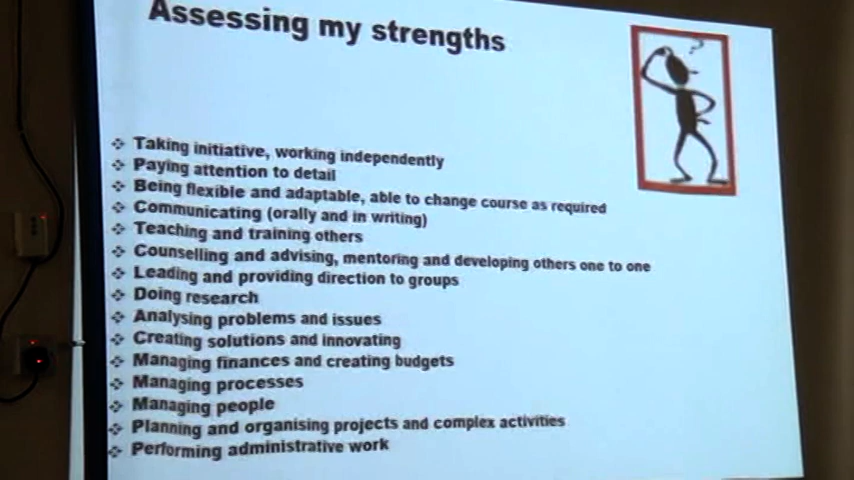 Assessing my strengths
Taking initiative, working independently
Paying attention to detail
Being flexible and adaptable, able to change course as required
Communicating (orally and in writing)
Teaching and training others
Counselling and advising, mentoring and developing others one to one
Leading and providing direction to groups
Doing research
Analysing problems and issues
Creating solutions and innovating
Managing finances and creating budgets
Managing processes
Managing people
Planning and organising projects and complex activities
Performing administrative work